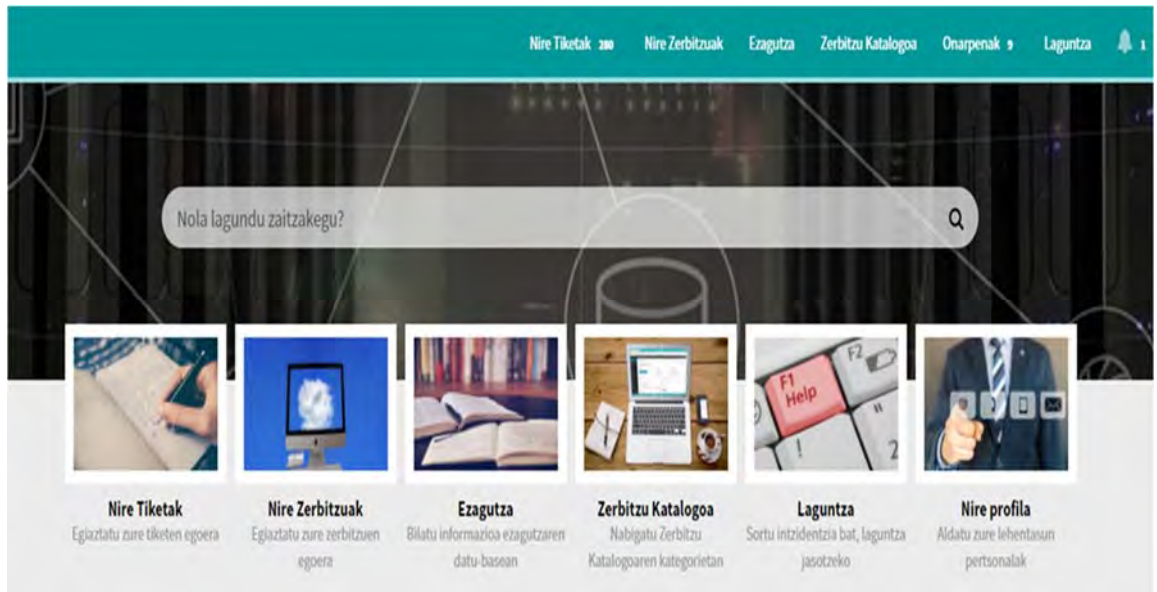 Nire Tiketak 280 Nire Zerbitzuak Ezagutza Zerbitzu Katalogoa Onarpenak 9 Laguntza 1
Nola lagundu zaitzakegu?
F1
Help
F2
!
"
2
Nire Tiketak
Egiaztatu zure tiketen egoera
Nire Zerbitzuak
Egiaztatu zure zerbitzuen
egoera
Ezagutza
Bilatu informazioa ezagutzaren
datu-basean
Zerbitzu Katalogoa
Nabigatu Zerbitzu
Katalogoaren kategorietan
Laguntza
Sortu intzidentzia bat, laguntza
jasotzeko
Nire profila
Aldatu zure lehentasun
pertsonalak